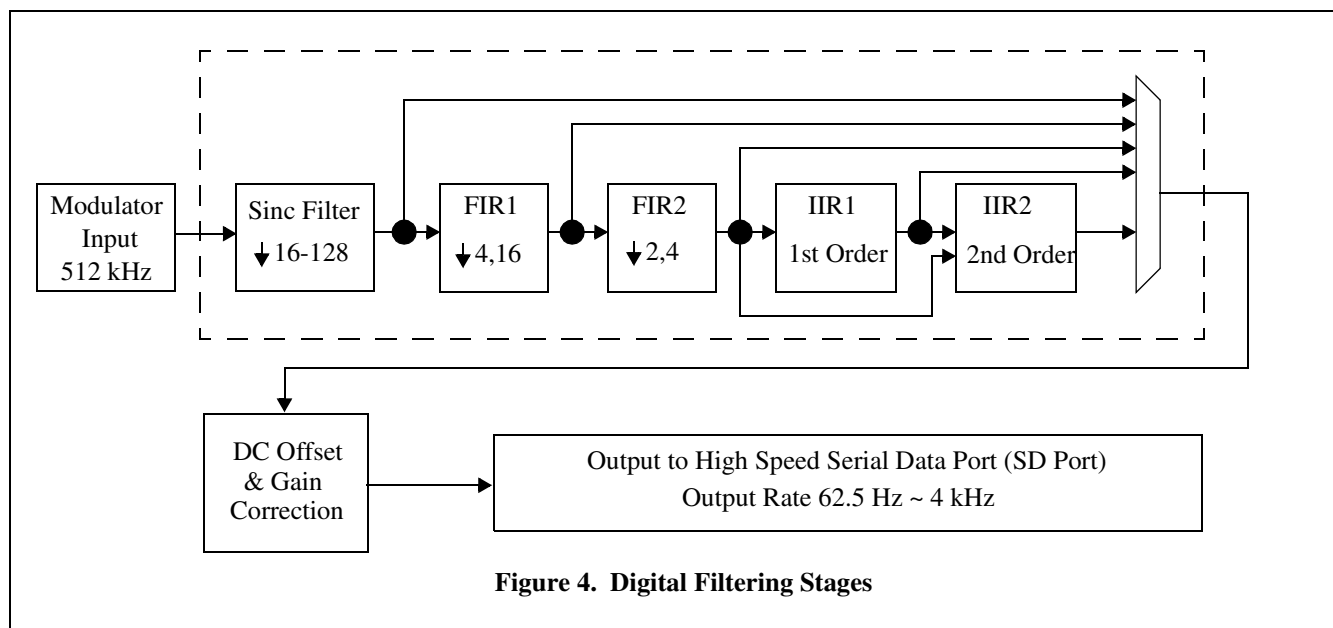 Modulator
Input
512 kHz
Sinc Filter
↓ 16-128
FIR1
↓ 4,16
FIR2
↓ 2,4
IIR1
1st Order
IIR2
2nd Order
DC Offset
& Gain
Correction
Output to High Speed Serial Data Port (SD Port)
Output Rate 62.5 Hz ~ 4 kHz
Figure 4. Digital Filtering Stages